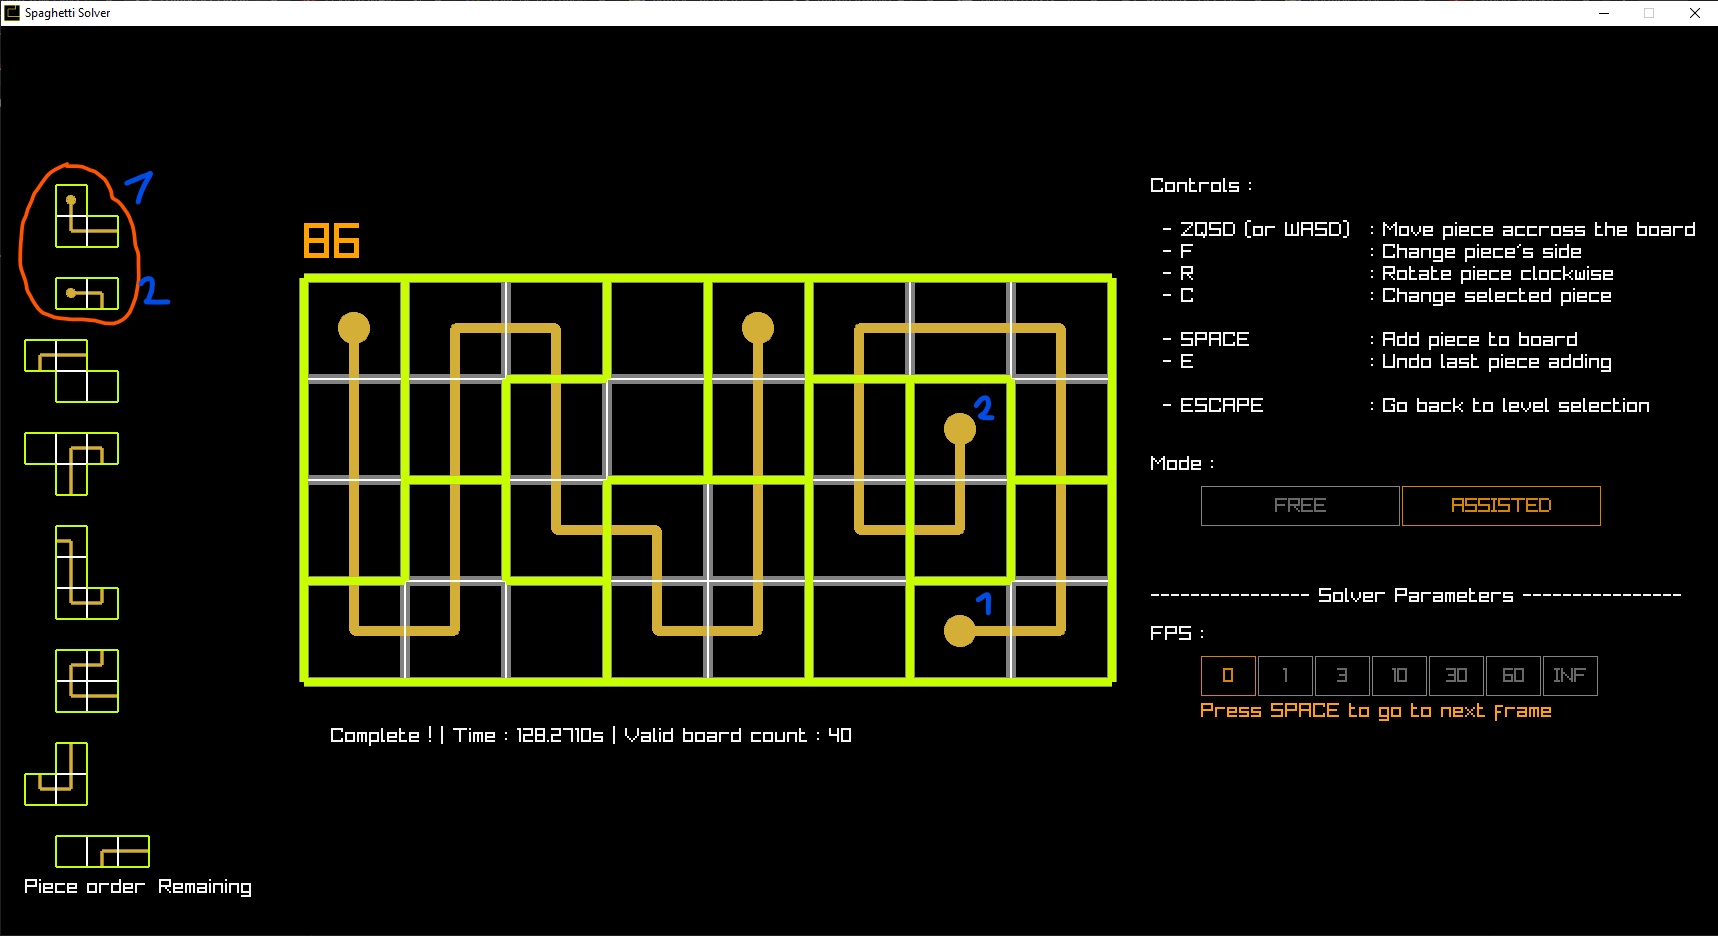 Spaghetti Solver
1
2
86
2
1
Complete ! | Time : 128.2710s | Valid board count : 40
Piece order Remaining
Controls :
- ZQSD (or WASD) : Move piece accross the board
- F : Change piece's side
- R : Rotate piece clockwise
- C : Change selected piece
- SPACE : Add piece to board
- E : Undo last piece adding
- ESCAPE : Go back to level selection
Mode :
FREE ASSISTED
---------------- Solver Parameters ----------------
FPS :
0 1 3 10 30 60 INF
Press SPACE to go to next frame